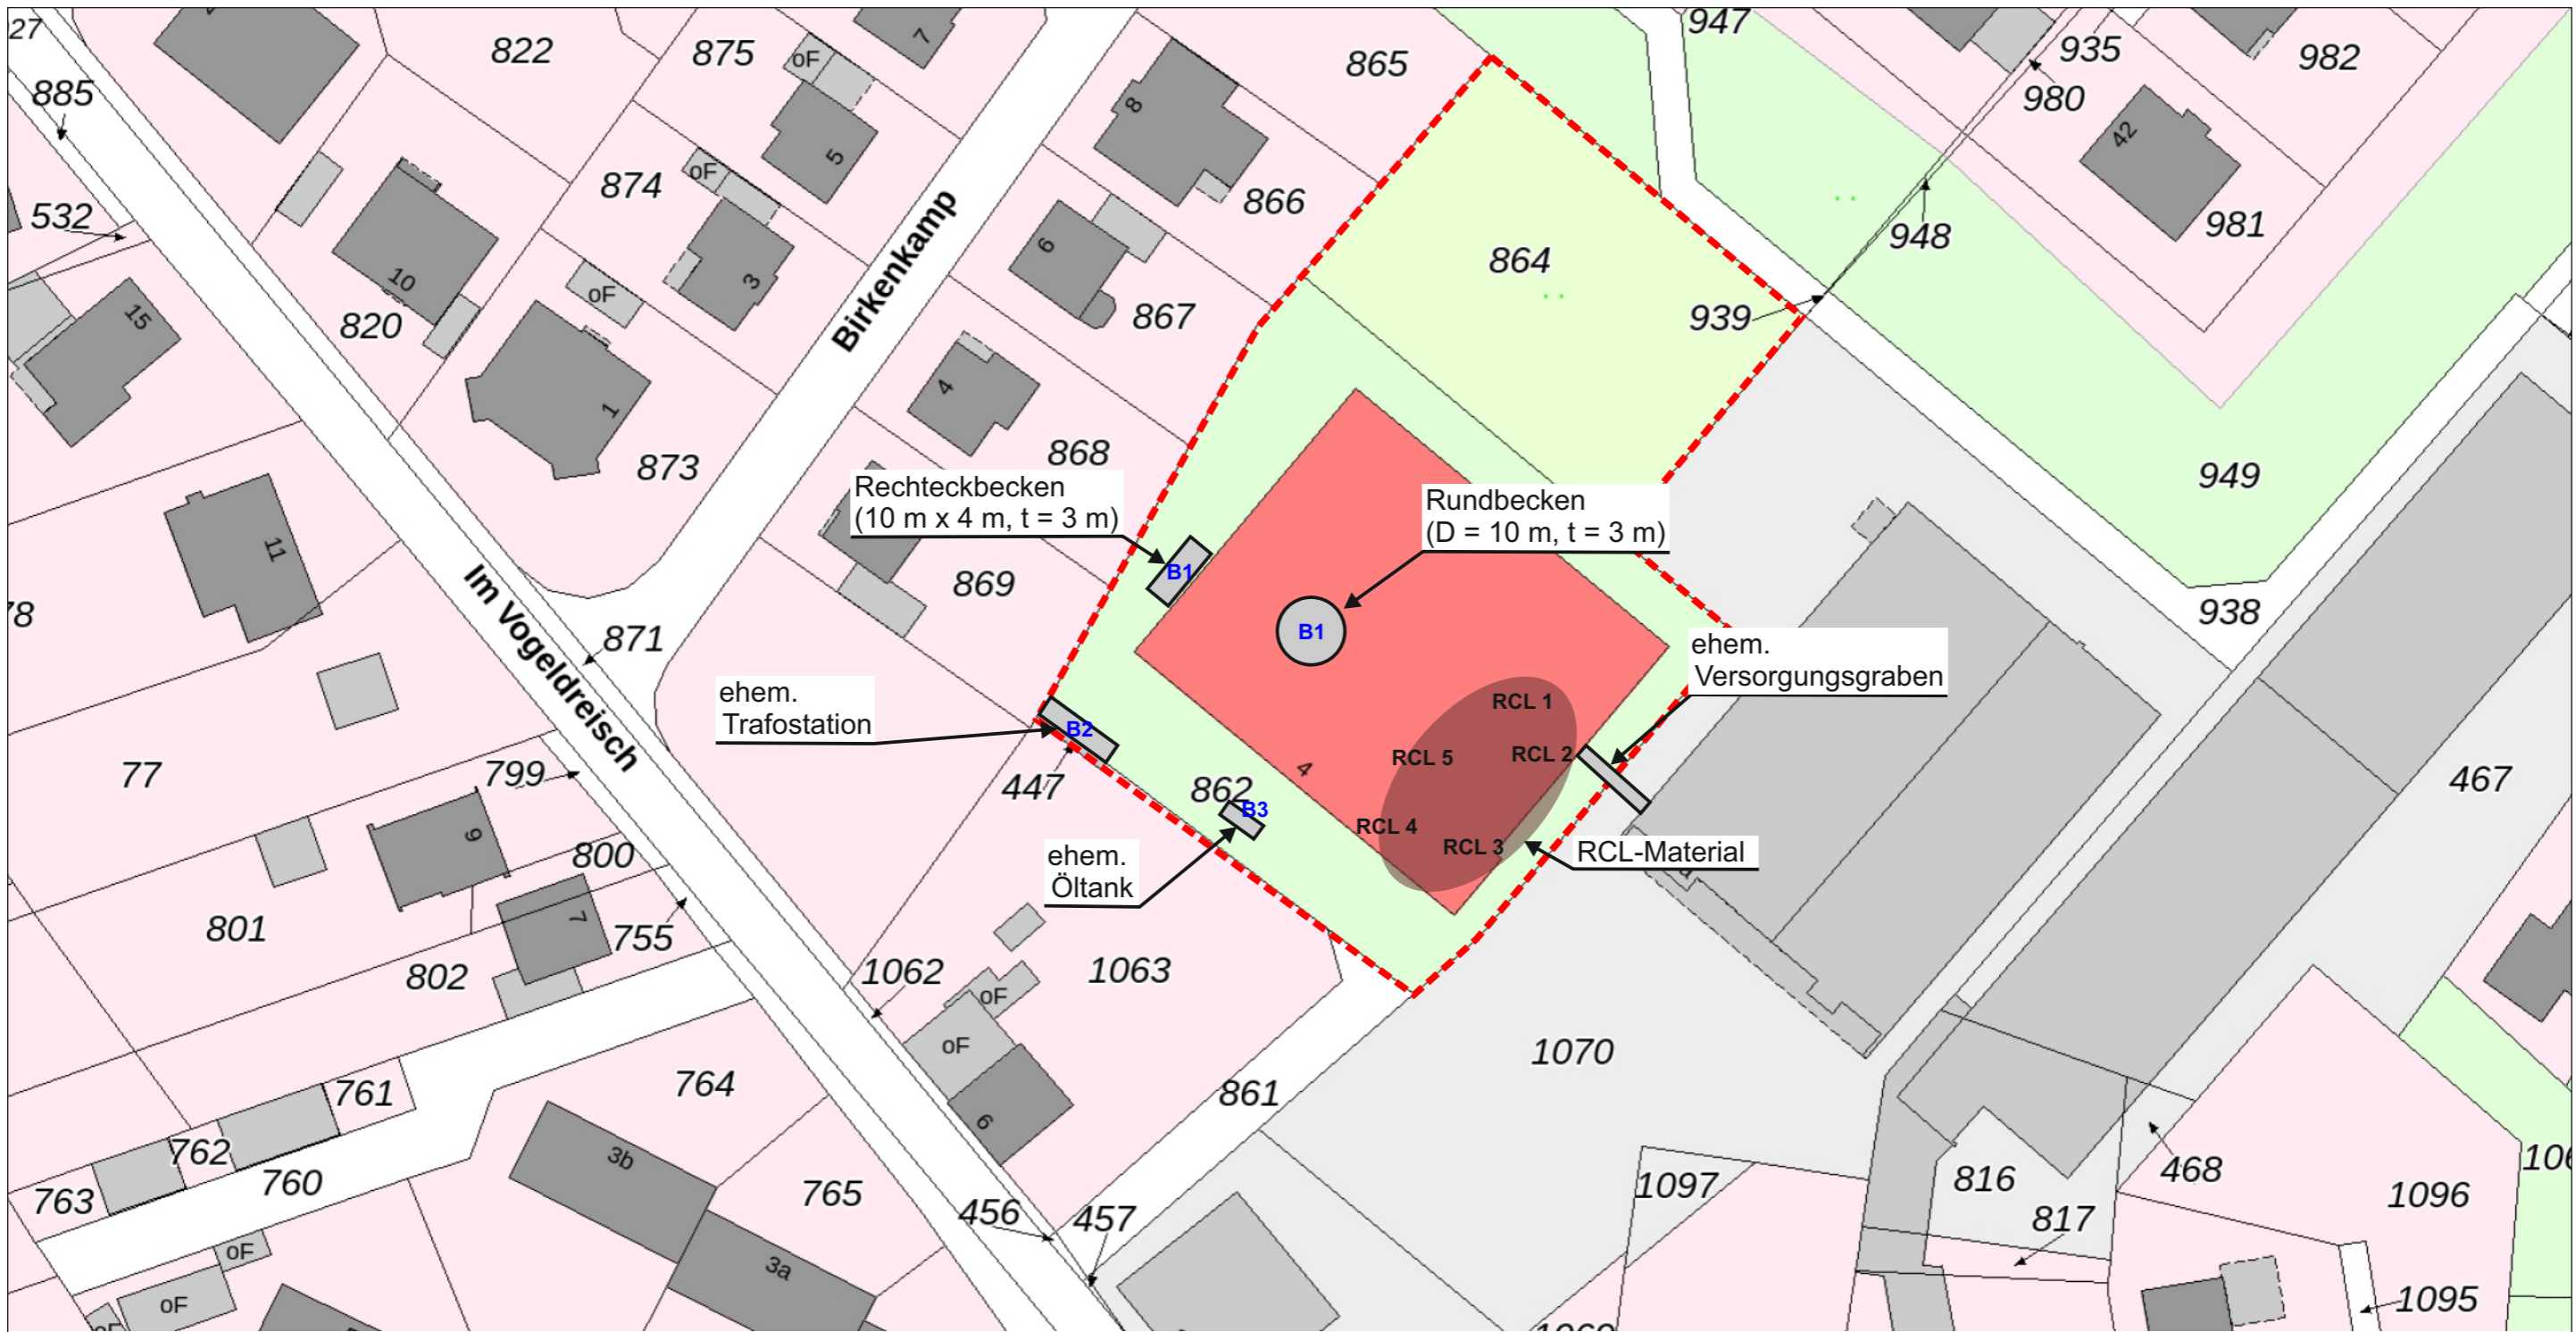 27
822
875
oF
7
865
947
935
982
885
980
8
42
5
874
oF
866
532
981
948
6
864
10
3
oF
867
939
15
820
Birkenkamp
4
1
868
873
949
Rechteckbecken
(10 m x 4 m, t = 3 m)
Rundbecken
(D = 10 m, t = 3 m)
11
B1
869
78
Im Vogeldreisch
871
B1
938
ehem.
Versorgungsgraben
ehem.
Trafostation
B2
RCL 1
RCL 5
RCL 2
4
77
799
447
862
B3
467
RCL 4
RCL 3
RCL-Material
9
800
ehem.
Öltank
801
7
755
802
1062
1063
oF
oF
1070
764
761
861
6
762
3b
760
763
765
1097
816
468
1096
456
457
817
oF
3a
oF
1095